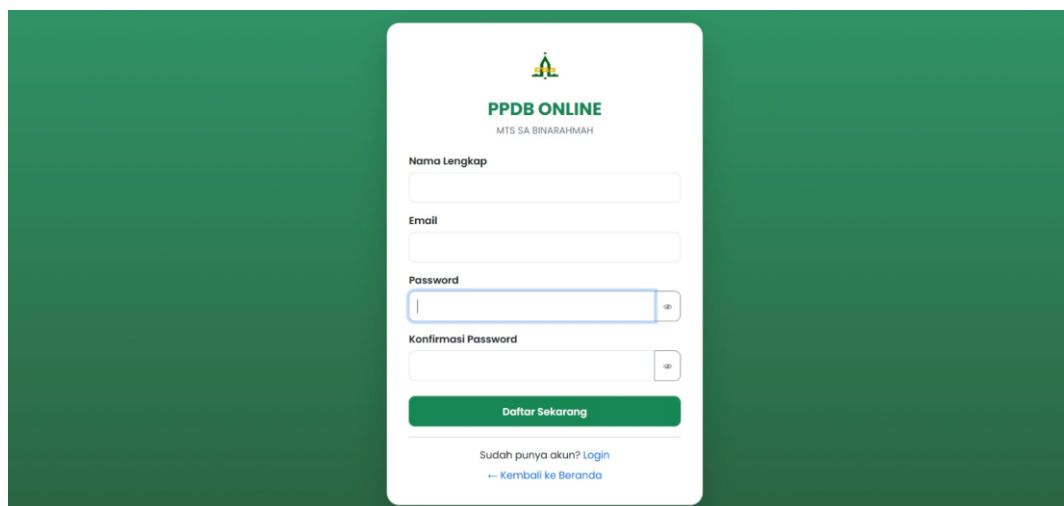 PPDB ONLINE
MTS SA BINARAHMAH
Nama Lengkap
Email
Password
Konfirmasi Password
Daftar Sekarang
Sudah punya akun? Login
← Kembali ke Beranda